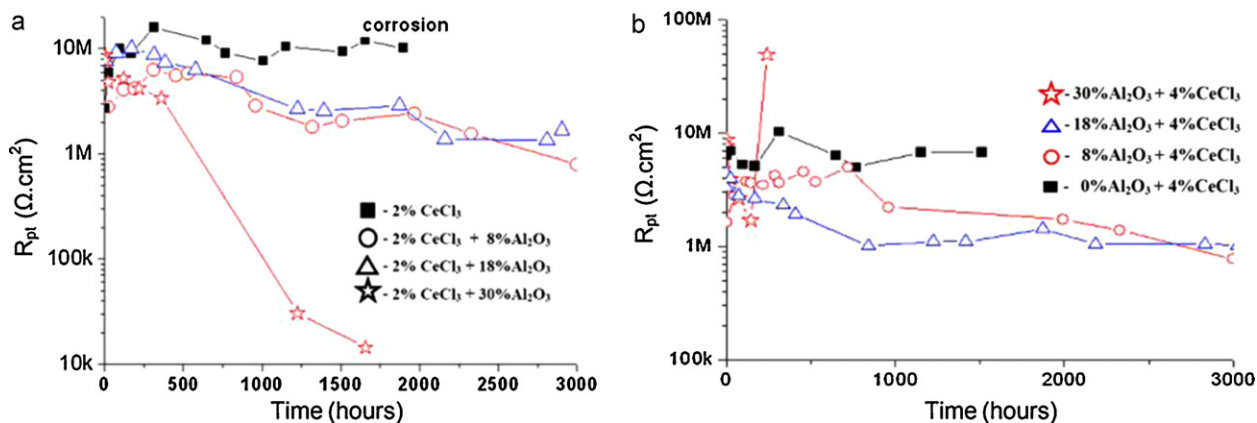 a
corrosion
10M
1M
100k
10k
Rpt (Ω.cm²)
- 2% CeCl₃
- 2% CeCl₃ + 8%Al₂O₃
- 2% CeCl₃ + 18%Al₂O₃
- 2% CeCl₃ + 30%Al₂O₃
0 500 1000 1500 2000 2500 3000
Time (hours)
b
100M
10M
1M
100k
Rpt (Ω.cm²)
- 30%Al₂O₃ + 4%CeCl₃
- 18%Al₂O₃ + 4%CeCl₃
- 8%Al₂O₃ + 4%CeCl₃
- 0%Al₂O₃ + 4%CeCl₃
0 1000 2000 3000
Time (hours)